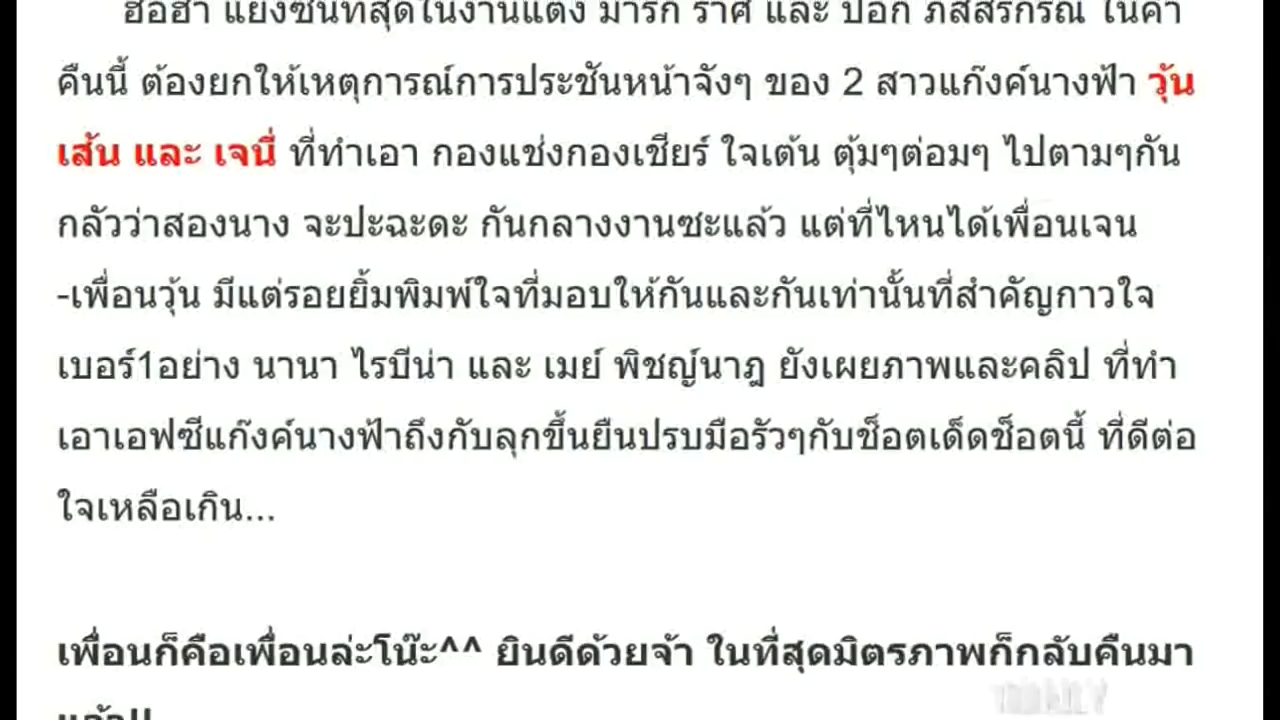 ฮือฮา แย่งซีนที่สุดในงานแต่ง มาร์ก ราศี และ ป๊อก ภัสสรกรณ์ ในค่ำ
คืนนี้ ต้องยกให้เหตุการณ์การประชันหน้าจังๆ ของ 2 สาวแก๊งค์นางฟ้า วุ้น
เส้น และ เจนี่ ที่ทำเอา กองแช่งกองเชียร์ ใจเต้น ตุ้มๆต่อมๆ ไปตามๆกัน
กลัวว่าสองนาง จะปะฉะดะ กันกลางงานซะแล้ว แต่ที่ไหนได้เพื่อนเจน
-เพื่อนวุ้น มีแต่รอยยิ้มพิมพ์ใจที่มอบให้กันและกันเท่านั้นที่สำคัญกาวใจ
เบอร์1อย่าง นานา ไรบีน่า และ เมย์ พิชญ์นาฎ ยังเผยภาพและคลิป ที่ทำ
เอาเอฟซีแก๊งค์นางฟ้าถึงกับลุกขึ้นยืนปรบมือรัวๆกับช็อตเด็ดช็อตนี้ ที่ดีต่อ
ใจเหลือเกิน...
เพื่อนก็คือเพื่อนล่ะโน๊ะ^^ ยินดีด้วยจ้า ในที่สุดมิตรภาพก็กลับคืนมา
แล้ว!!